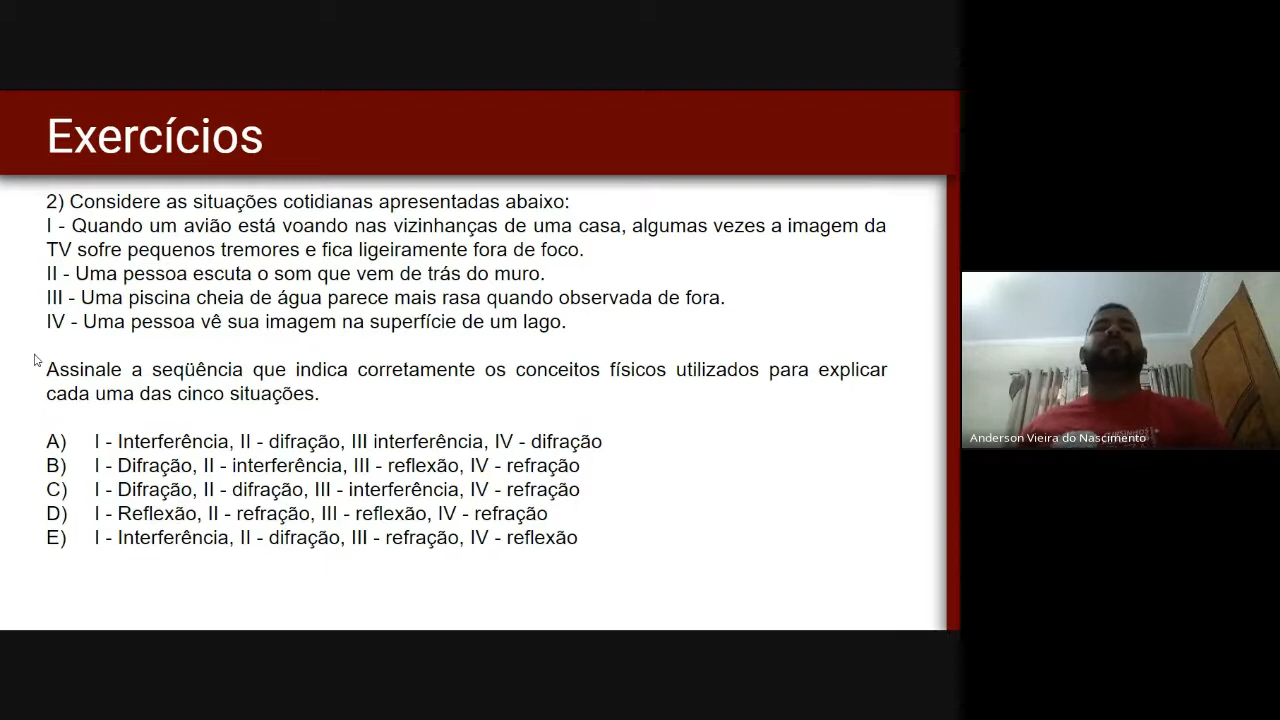 Exercícios
2) Considere as situações cotidianas apresentadas abaixo:
I - Quando um avião está voando nas vizinhanças de uma casa, algumas vezes a imagem da
TV sofre pequenos tremores e fica ligeiramente fora de foco.
II - Uma pessoa escuta o som que vem de trás do muro.
III - Uma piscina cheia de água parece mais rasa quando observada de fora.
IV - Uma pessoa vê sua imagem na superfície de um lago.
Assinale a seqüência que indica corretamente os conceitos físicos utilizados para explicar
cada uma das cinco situações.
A) I - Interferência, II - difração, III interferência, IV - difração
B) I - Difração, II - interferência, III - reflexão, IV - refração
C) I - Difração, II - difração, III - interferência, IV - refração
D) I - Reflexão, II - refração, III - reflexão, IV - refração
E) I - Interferência, II - difração, III - refração, IV - reflexão
Anderson Vieira do Nascimento